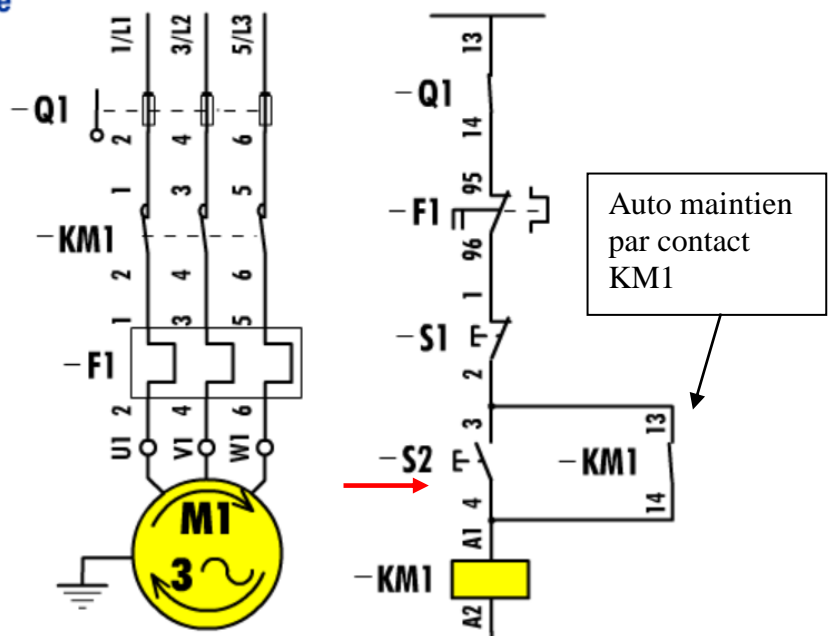 e
1/L1 3/L2 5/L3
-Q1
2 4 6
1 3 5
-KM1
2 4 6
1 3 5
-F1
2 4 6
U1 V1 W1
M1
3
13
-Q1
14
95
-F1
96
1
-S1
2
3
-S2
4
13
-KM1
14
A1
-KM1
A2
Auto maintien
par contact
KM1